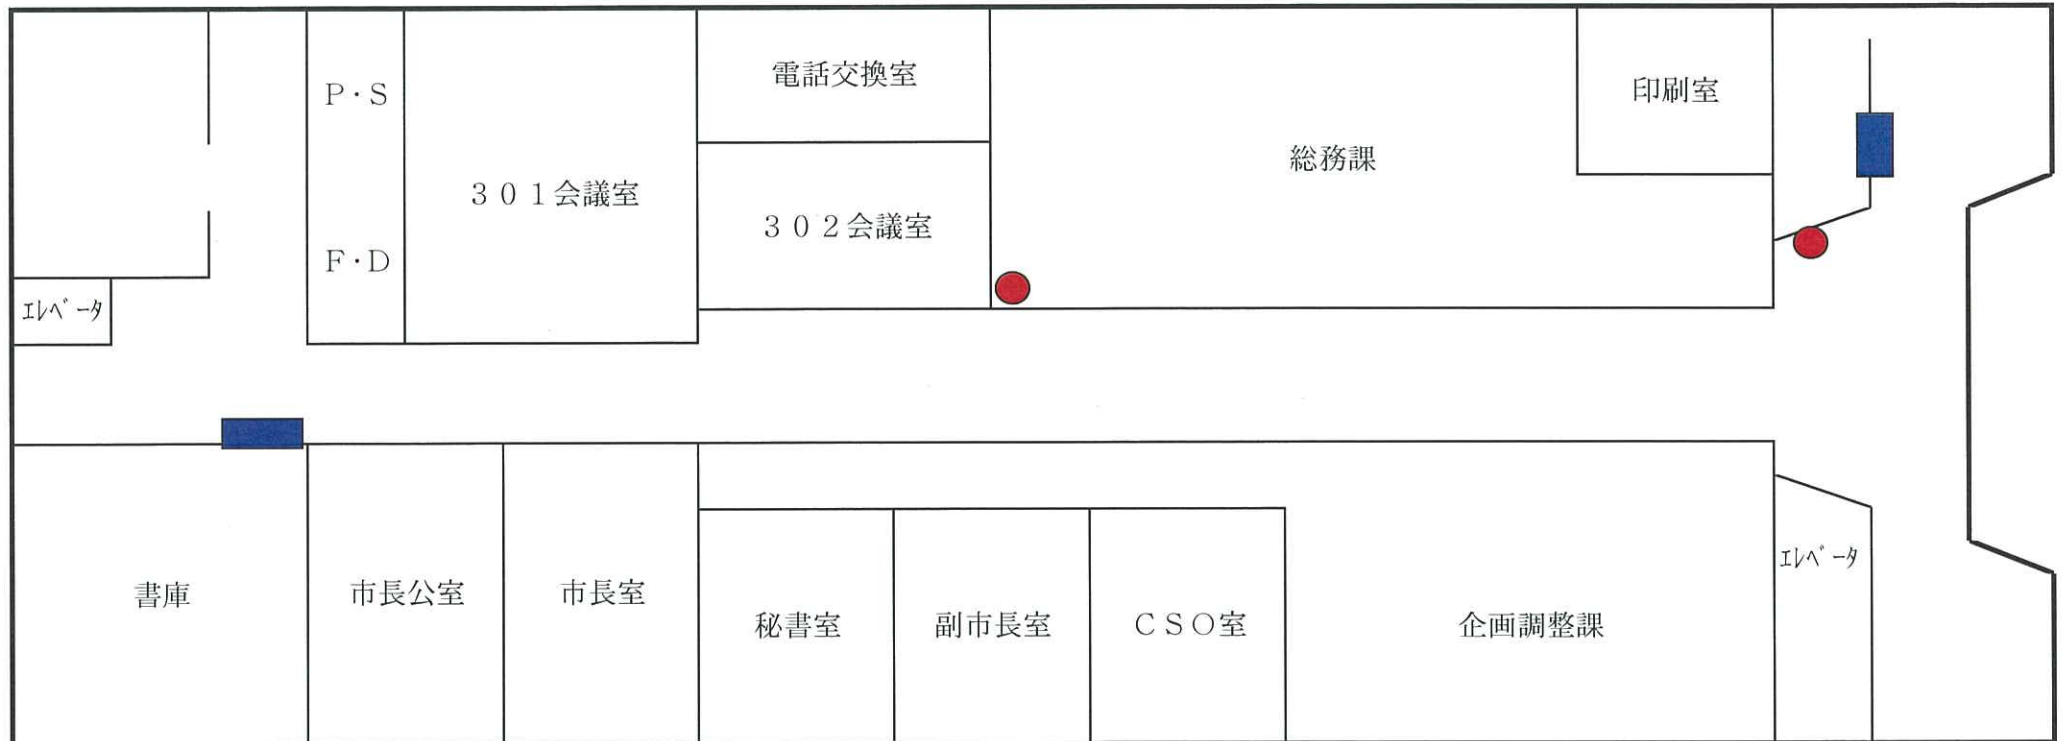 P・S
F・D
３０１会議室
電話交換室
３０２会議室
総務課
印刷室
ｴﾚﾍﾞｰﾀ
書庫
市長公室
市長室
秘書室
副市長室
ＣＳＯ室
企画調整課
ｴﾚﾍﾞｰﾀ